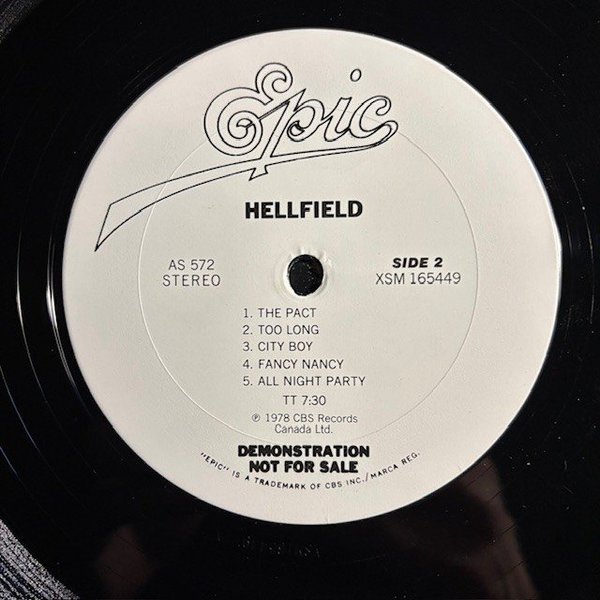 Epic
HELLFIELD
AS 572
STEREO
SIDE 2
XSM 165449
1. THE PACT
2. TOO LONG
3. CITY BOY
4. FANCY NANCY
5. ALL NIGHT PARTY
TT 7:30
℗ 1978 CBS Records
Canada Ltd.
DEMONSTRATION
NOT FOR SALE
"EPIC" IS A TRADEMARK OF CBS INC./MARCA REG.